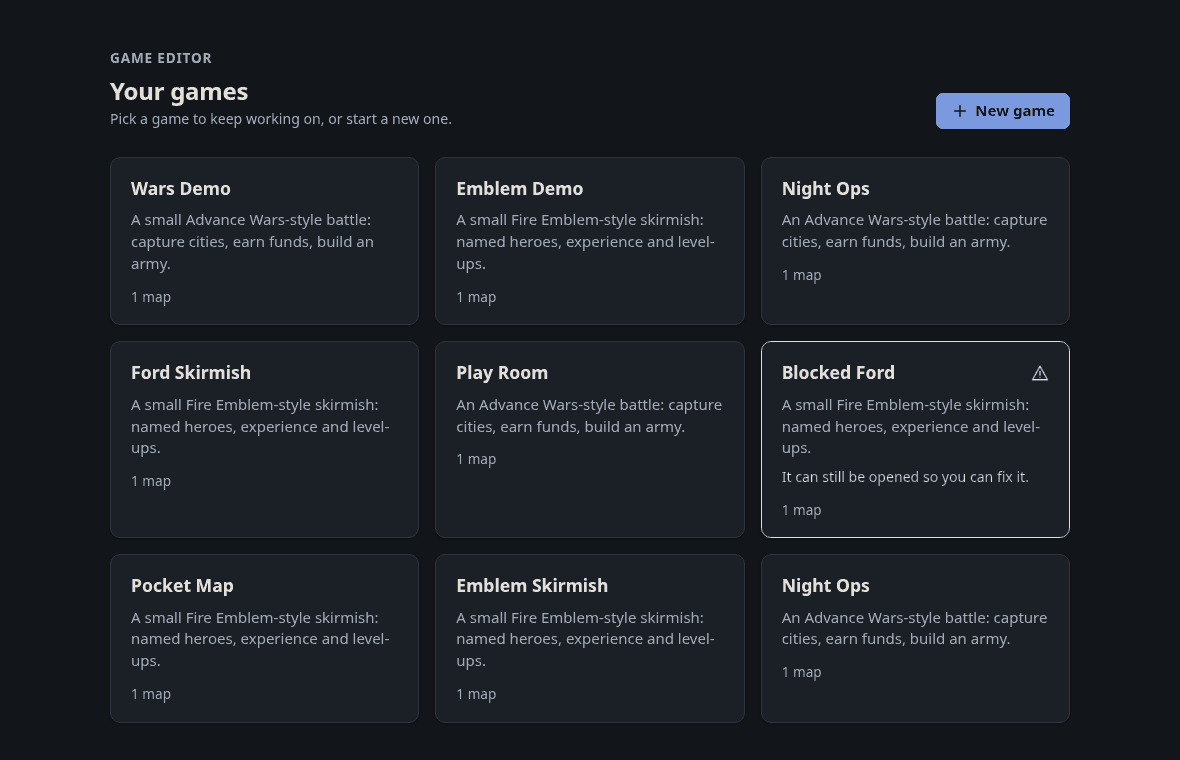 GAME EDITOR
Your games
Pick a game to keep working on, or start a new one.
New game
Wars Demo
A small Advance Wars-style battle:
capture cities, earn funds, build an
army.
1 map
Emblem Demo
A small Fire Emblem-style skirmish:
named heroes, experience and level-
ups.
1 map
Night Ops
An Advance Wars-style battle: capture
cities, earn funds, build an army.
1 map
Ford Skirmish
A small Fire Emblem-style skirmish:
named heroes, experience and level-
ups.
1 map
Play Room
An Advance Wars-style battle: capture
cities, earn funds, build an army.
1 map
Blocked Ford
A small Fire Emblem-style skirmish:
named heroes, experience and level-
ups.
It can still be opened so you can fix it.
1 map
Pocket Map
A small Fire Emblem-style skirmish:
named heroes, experience and level-
ups.
1 map
Emblem Skirmish
A small Fire Emblem-style skirmish:
named heroes, experience and level-
ups.
1 map
Night Ops
An Advance Wars-style battle: capture
cities, earn funds, build an army.
1 map